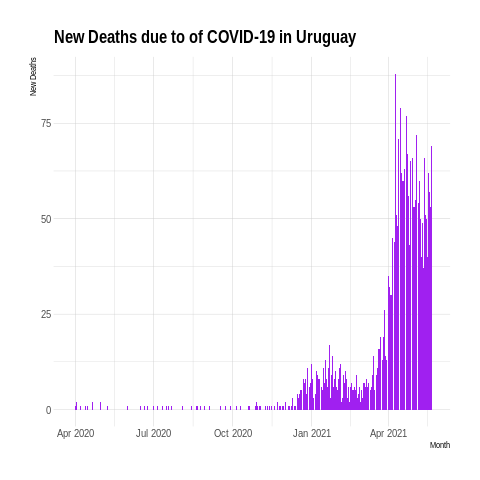 New Deaths due to of COVID-19 in Uruguay
New Deaths
75
50
25
0
Apr 2020 Jul 2020 Oct 2020 Jan 2021 Apr 2021
Month